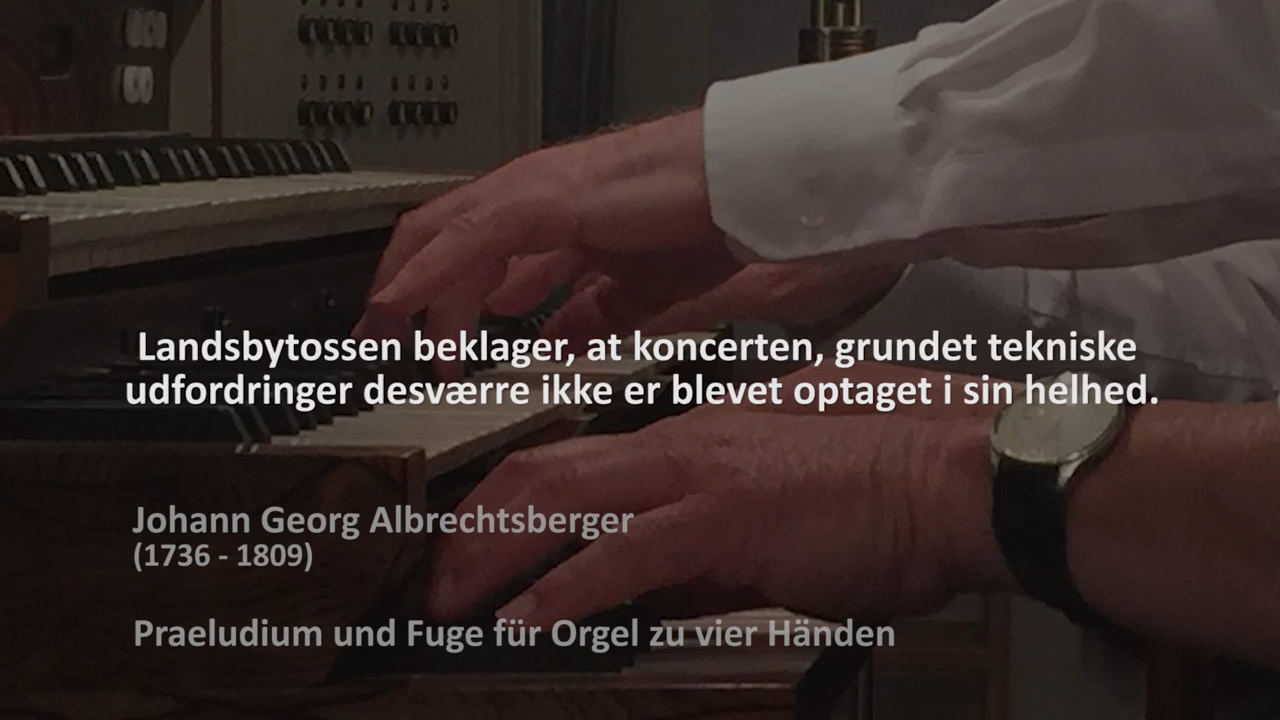 Landsbytossen beklager, at koncerten, grundet tekniske
udfordringer desværre ikke er blevet optaget i sin helhed.
Johann Georg Albrechtsberger
(1736 - 1809)
Praeludium und Fuge für Orgel zu vier Händen